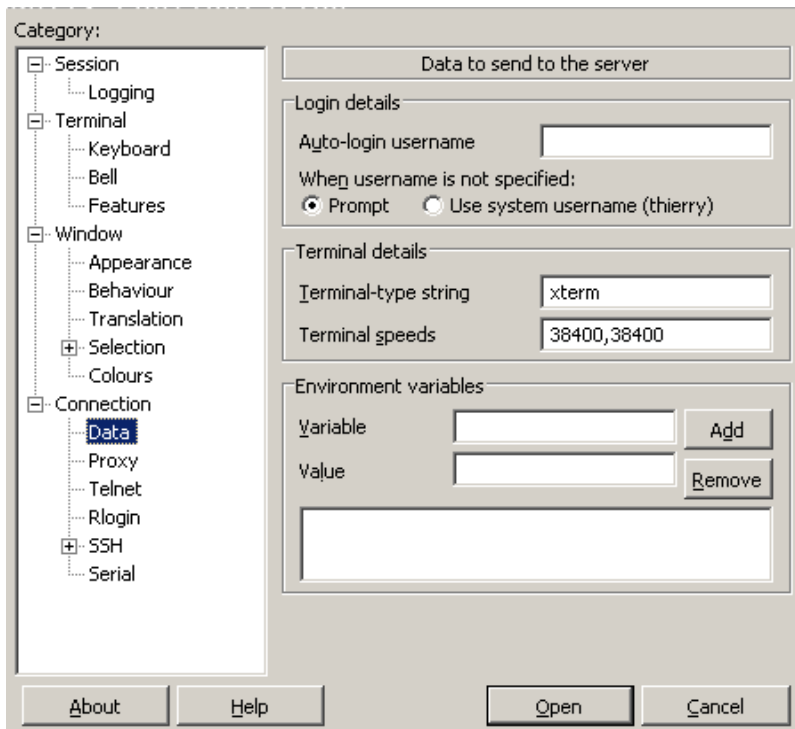 Category:
Session
Logging
Terminal
Keyboard
Bell
Features
Window
Appearance
Behaviour
Translation
Selection
Colours
Connection
Data
Proxy
Telnet
Rlogin
SSH
Serial
Data to send to the server
Login details
Auto-login username
When username is not specified:
Prompt Use system username (thierry)
Terminal details
Terminal-type string xterm
Terminal speeds 38400,38400
Environment variables
Variable Add
Value Remove
About Help Open Cancel